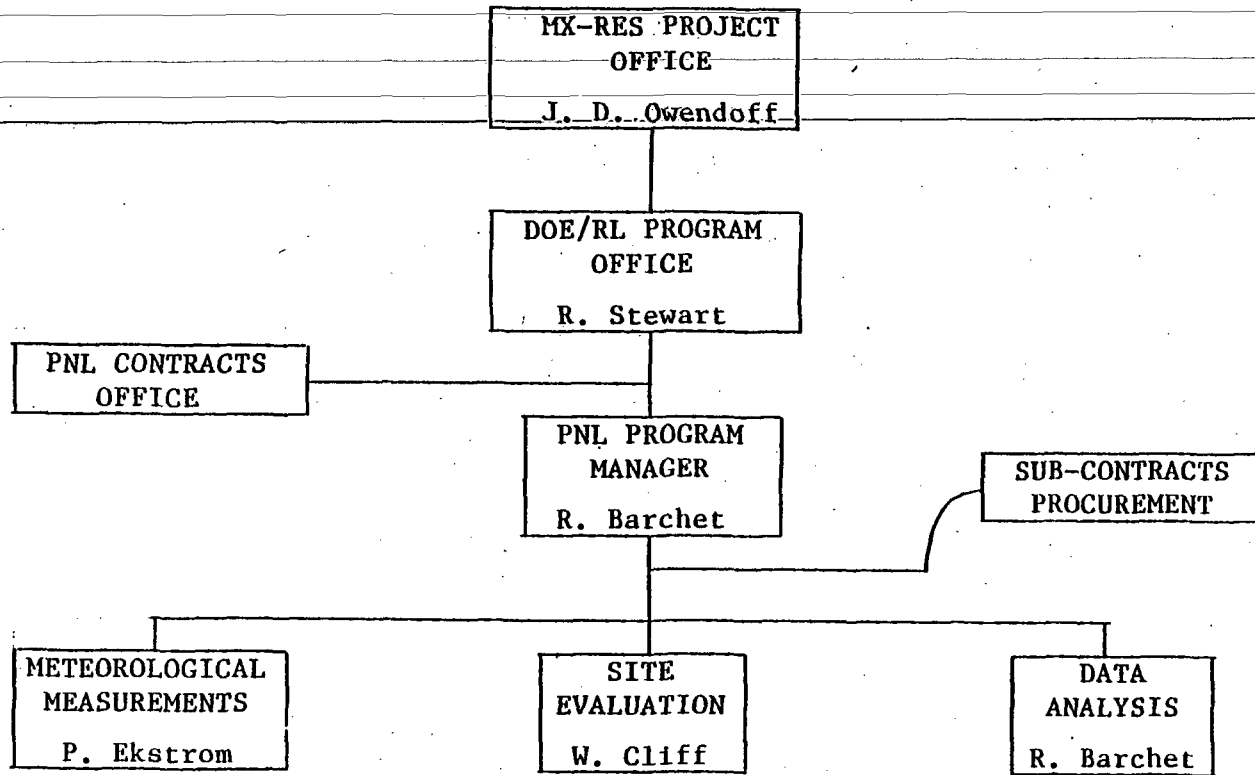 MX-RES PROJECT
OFFICE
J. D. Owendoff
DOE/RL PROGRAM
OFFICE
R. Stewart
PNL CONTRACTS
OFFICE
PNL PROGRAM
MANAGER
R. Barchet
SUB-CONTRACTS
PROCUREMENT
METEOROLOGICAL
MEASUREMENTS
P. Ekstrom
SITE
EVALUATION
W. Cliff
DATA
ANALYSIS
R. Barchet